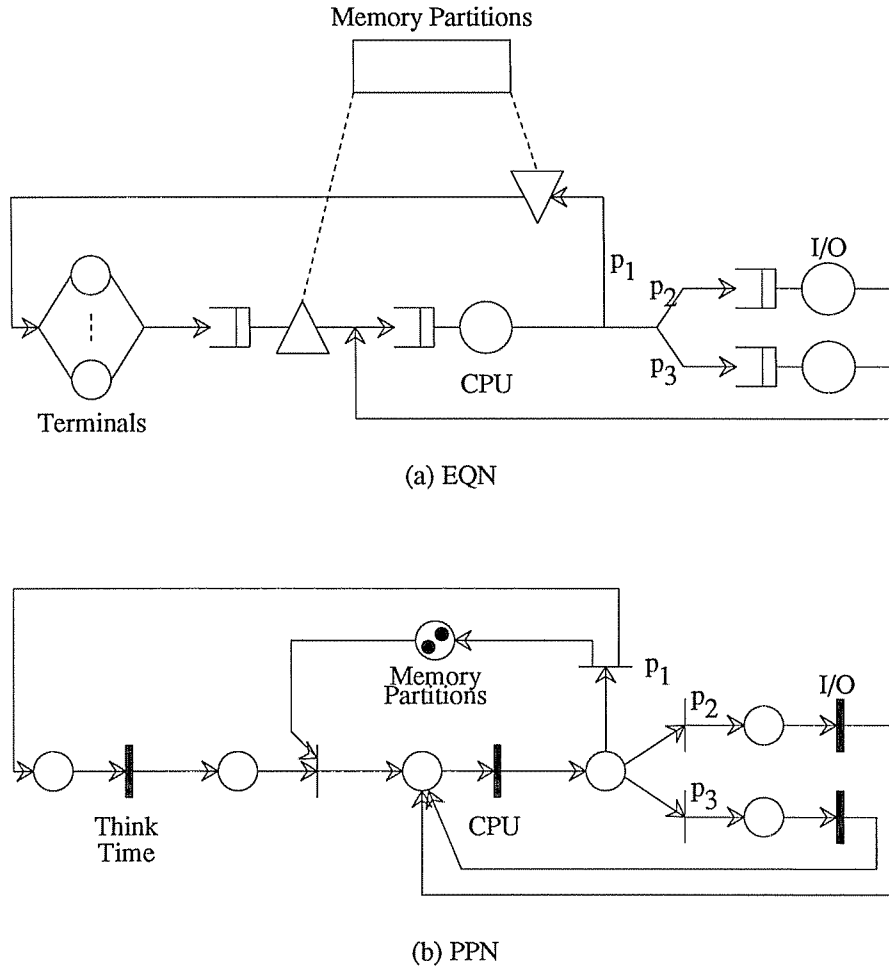 Memory Partitions
p1
I/O
p2
p3
CPU
Terminals
(a) EQN
p1
Memory
Partitions
I/O
p2
p3
Think
Time
CPU
(b) PPN